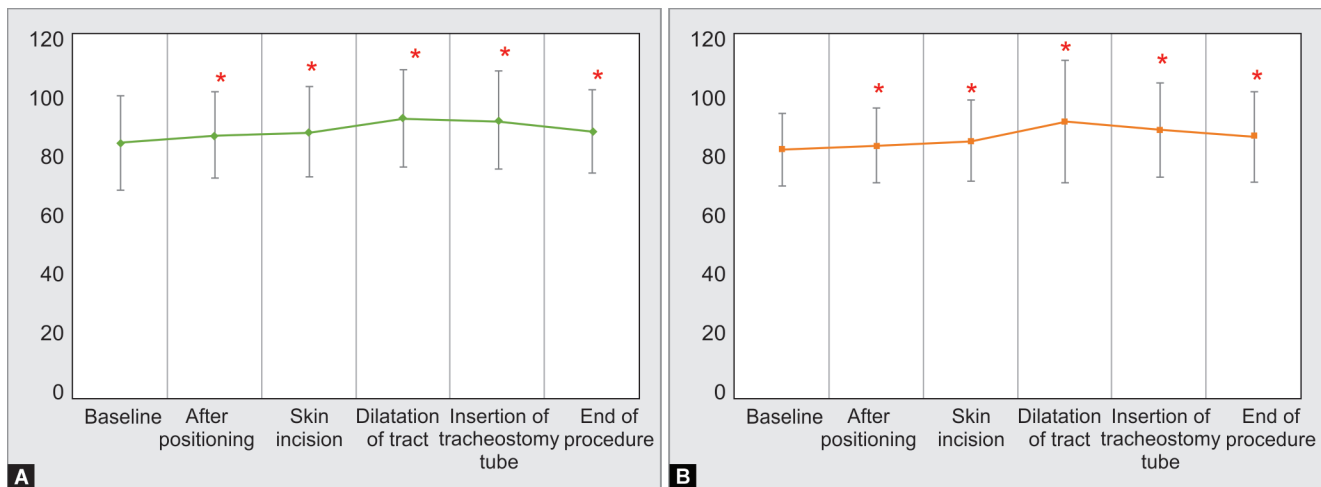 120
100
80
60
40
20
0
*
*
*
*
*
Baseline
After
positioning
Skin
incision
Dilatation
of tract
Insertion of
tracheostomy
tube
End of
procedure
A
120
100
80
60
40
20
0
*
*
*
*
*
Baseline
After
positioning
Skin
incision
Dilatation
of tract
Insertion of
tracheostomy
tube
End of
procedure
B